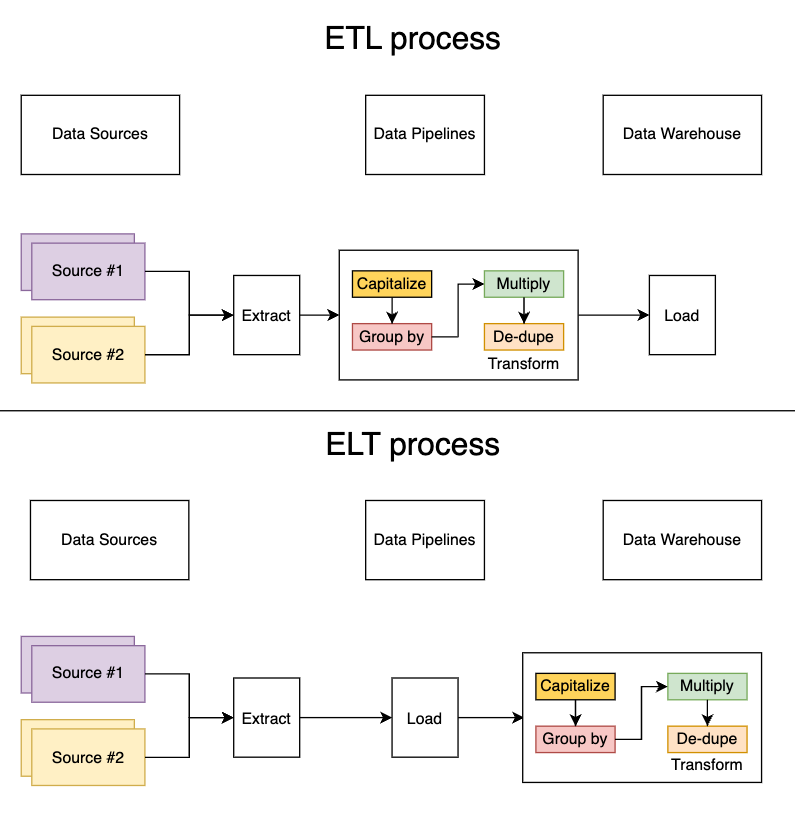 ETL process
Data Sources
Data Pipelines
Data Warehouse
Source #1
Source #2
Extract
Capitalize
Group by
Multiply
De-dupe
Transform
Load
ELT process
Data Sources
Data Pipelines
Data Warehouse
Source #1
Source #2
Extract
Load
Capitalize
Group by
Multiply
De-dupe
Transform